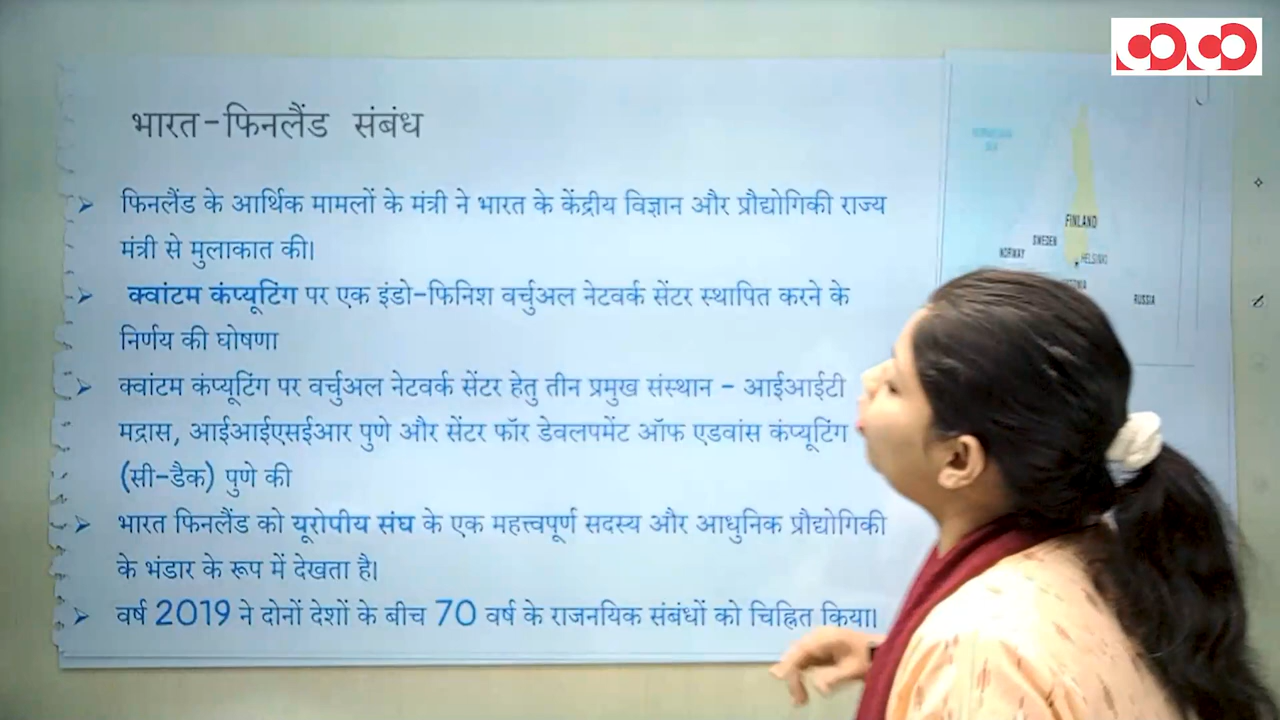 भारत-फिनलैंड संबंध
फिनलैंड के आर्थिक मामलों के मंत्री ने भारत के केंद्रीय विज्ञान और प्रौद्योगिकी राज्य
मंत्री से मुलाकात की।
क्वांटम कंप्यूटिंग पर एक इंडो-फिनिश वर्चुअल नेटवर्क सेंटर स्थापित करने के
निर्णय की घोषणा
क्वांटम कंप्यूटिंग पर वर्चुअल नेटवर्क सेंटर हेतु तीन प्रमुख संस्थान - आईआईटी
मद्रास, आईआईएसईआर पुणे और सेंटर फॉर डेवलपमेंट ऑफ एडवांस कंप्यूटिंग
(सी-डैक) पुणे की
भारत फिनलैंड को यूरोपीय संघ के एक महत्त्वपूर्ण सदस्य और आधुनिक प्रौद्योगिकी
के भंडार के रूप में देखता है।
वर्ष 2019 ने दोनों देशों के बीच 70 वर्ष के राजनयिक संबंधों को चिह्नित किया।
FINLAND
SWEDEN
NORWAY
HELSINKI
RUSSIA